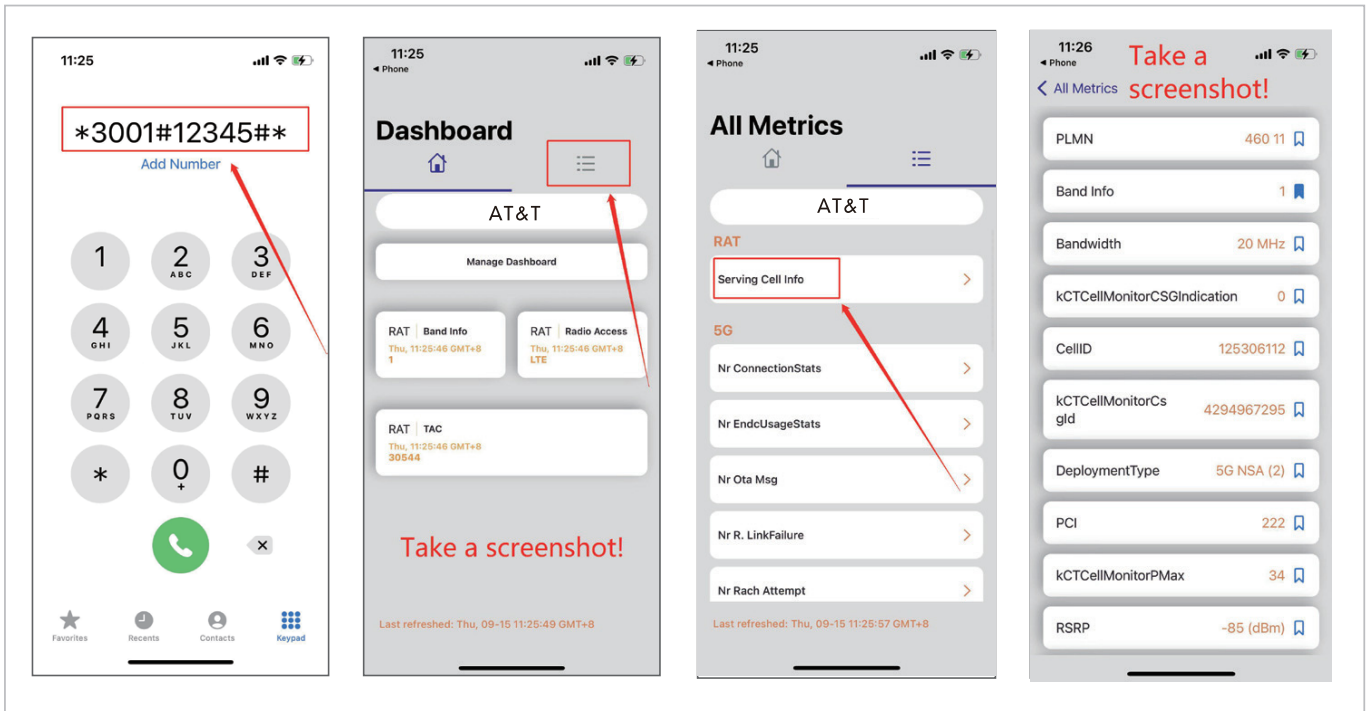 11:25
*3001#12345#*
Add Number
1
2
ABC
3
DEF
4
GHI
5
JKL
6
MNO
7
PQRS
8
TUV
9
WXYZ
*
0
+
#
Favorites
Recents
Contacts
Keypad
11:25
◄ Phone
Dashboard
AT&T
Manage Dashboard
RAT | Band Info
Thu, 11:25:46 GMT+8
1
RAT | Radio Access
Thu, 11:25:46 GMT+8
LTE
RAT | TAC
Thu, 11:25:46 GMT+8
30544
Take a screenshot!
Last refreshed: Thu, 09-15 11:25:49 GMT+8
11:25
◄ Phone
All Metrics
AT&T
RAT
Serving Cell Info
5G
Nr ConnectionStats
Nr EndcUsageStats
Nr Ota Msg
Nr R. LinkFailure
Nr Rach Attempt
Last refreshed: Thu, 09-15 11:25:57 GMT+8
11:26
◄ Phone
Take a
screenshot!
All Metrics
PLMN 460 11
Band Info 1
Bandwidth 20 MHz
kCTCellMonitorCSGIndication 0
CellID 125306112
kCTCellMonitorCs
gId
4294967295
DeploymentType 5G NSA (2)
PCI 222
kCTCellMonitorPMax 34
RSRP -85 (dBm)